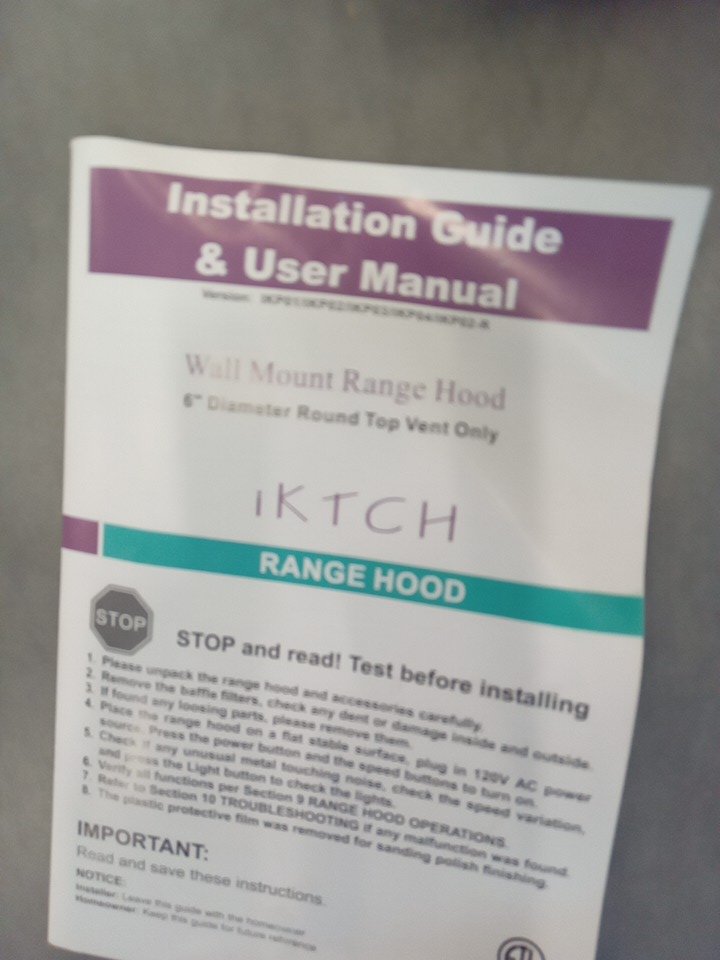 Installation Guide
& User Manual
Version: IKP01/IKP02/IKP03/IKP04/IKP02-R
Wall Mount Range Hood
6" Diameter Round Top Vent Only
iKTCH
RANGE HOOD
STOP
STOP and read! Test before installing
1. Please unpack the range hood and accessories carefully.
2. Remove the baffle filters, check any dent or damage inside and outside.
3. If found any loosing parts, please remove them.
4. Place the range hood on a flat stable surface, plug in 120V AC power
source. Press the power button and the speed buttons to turn on.
5. Check if any unusual metal touching noise, check the speed variation,
and press the Light button to check the lights.
6. Verify all functions per Section 9 RANGE HOOD OPERATIONS.
7. Refer to Section 10 TROUBLESHOOTING if any malfunction was found.
8. The plastic protective film was removed for sanding polish finishing.
IMPORTANT:
Read and save these instructions.
NOTICE:
Installer: Leave this guide with the homeowner
Homeowner: Keep this guide for future reference
ETL